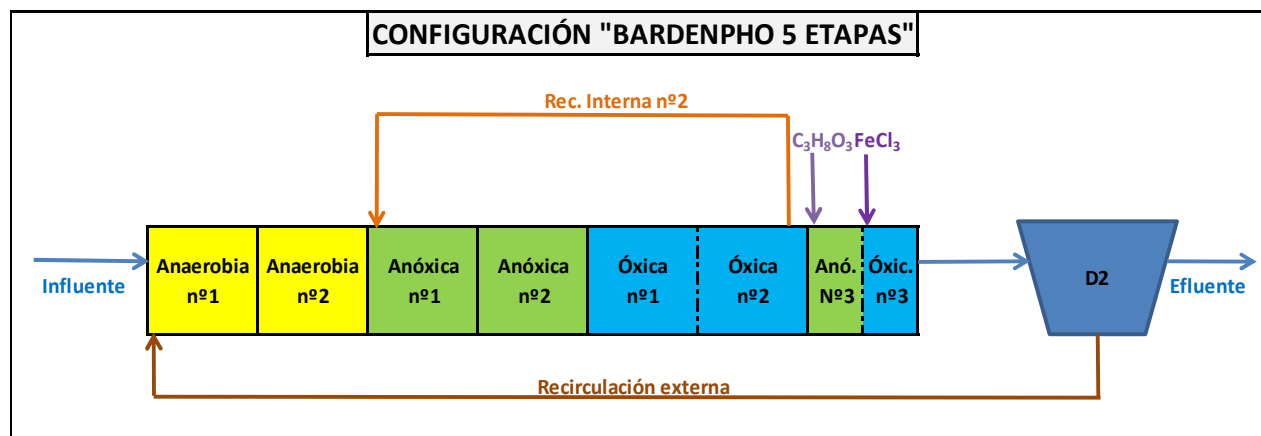 CONFIGURACIÓN "BARDENPHO 5 ETAPAS"
Rec. Interna nº2
C₃H₈O₃
FeCl₃
Influente
Anaerobia
nº1
Anaerobia
nº2
Anóxica
nº1
Anóxica
nº2
Óxica
nº1
Óxica
nº2
Anó.
Nº3
Óxic.
nº3
D2
Efluente
Recirculación externa